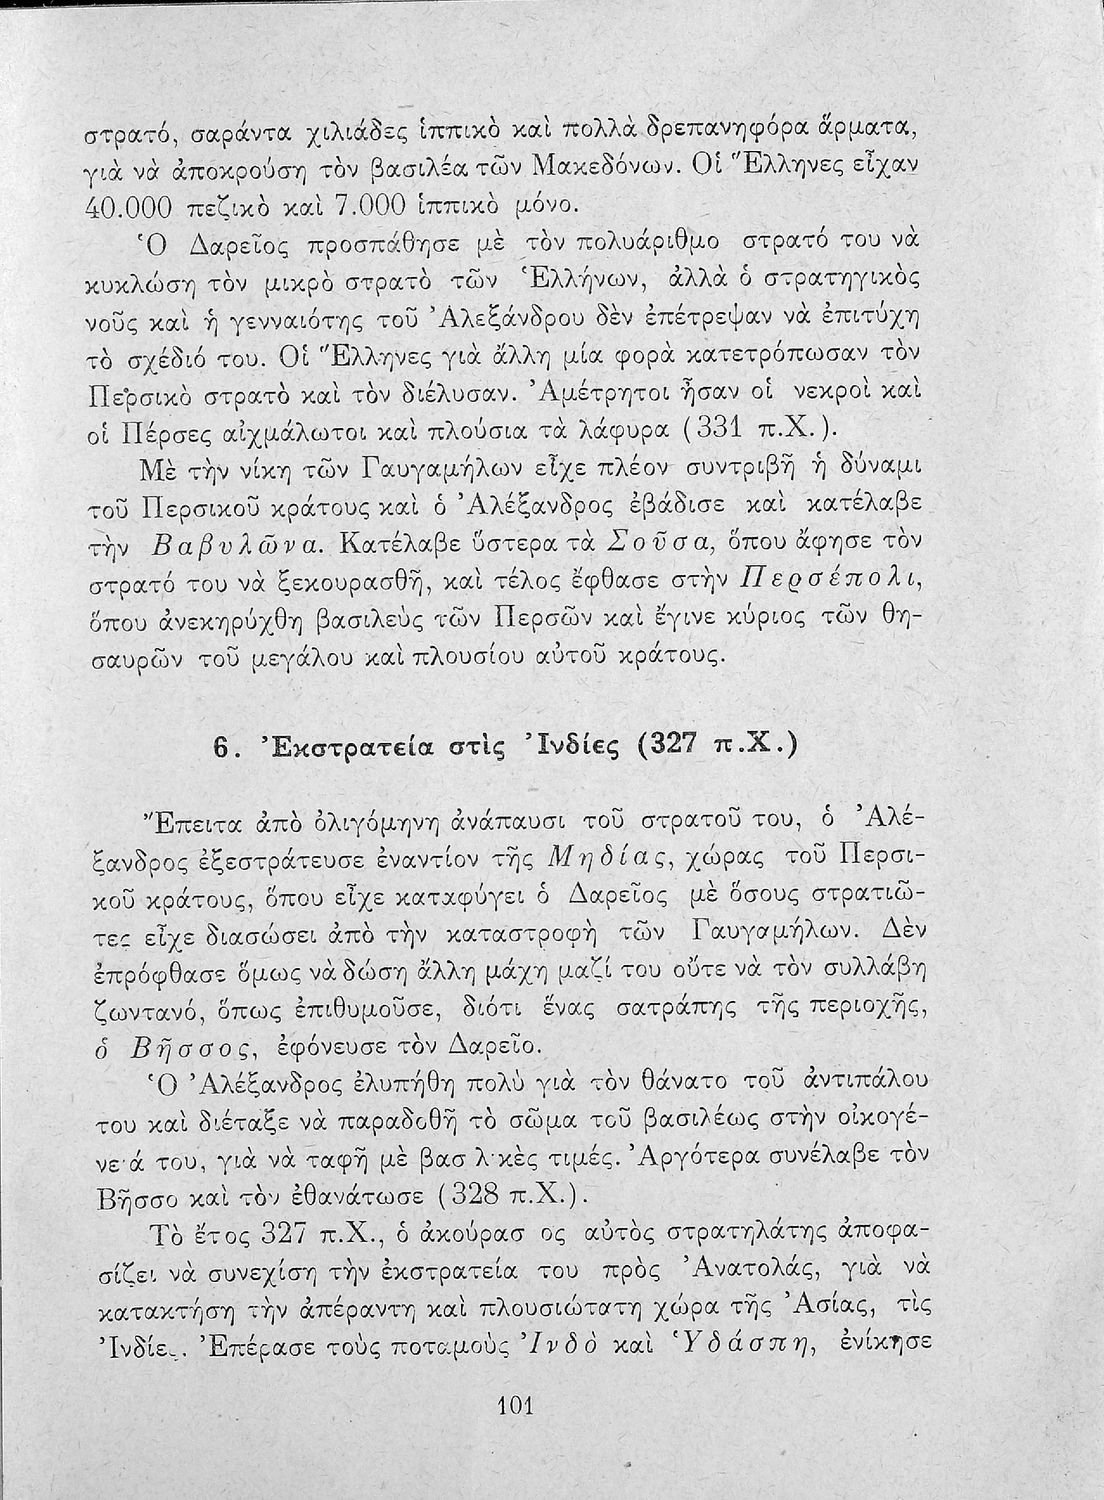 στρατό, σαράντα χιλιάδες ἱππικὸ καὶ πολλὰ δρεπανηφόρα ἅρματα,
γιὰ νὰ ἀποκρούση τὸν βασιλέα τῶν Μακεδόνων. Οἱ Ἕλληνες εἶχαν
40.000 πεζικὸ καὶ 7.000 ἱππικὸ μόνο.
Ὁ Δαρεῖος προσπάθησε μὲ τὸν πολυάριθμο στρατό του νὰ
κυκλώση τὸν μικρὸ στρατὸ τῶν Ἑλλήνων, ἀλλὰ ὁ στρατηγικὸς
νοῦς καὶ ἡ γενναιότης τοῦ Ἀλεξάνδρου δὲν ἐπέτρεψαν νὰ ἐπιτύχη
τὸ σχέδιό του. Οἱ Ἕλληνες γιὰ ἄλλη μία φορὰ κατετρόπωσαν τὸν
Περσικὸ στρατὸ καὶ τὸν διέλυσαν. Ἀμέτρητοι ἦσαν οἱ νεκροὶ καὶ
οἱ Πέρσες αἰχμάλωτοι καὶ πλούσια τὰ λάφυρα (331 π.Χ.).
Μὲ τὴν νίκη τῶν Γαυγαμήλων εἶχε πλέον συντριβῆ ἡ δύναμι
τοῦ Περσικοῦ κράτους καὶ ὁ Ἀλέξανδρος ἐβάδισε καὶ κατέλαβε
τὴν Βαβυλῶνα. Κατέλαβε ὕστερα τὰ Σοῦσα, ὅπου ἄφησε τὸν
στρατό του νὰ ξεκουρασθῆ, καὶ τέλος ἔφθασε στὴν Περσέπολι,
ὅπου ἀνεκηρύχθη βασιλεὺς τῶν Περσῶν καὶ ἔγινε κύριος τῶν θη-
σαυρῶν τοῦ μεγάλου καὶ πλουσίου αὐτοῦ κράτους.
6. Ἐκστρατεία στὶς Ἰνδίες (327 π.Χ.)
Ἔπειτα ἀπὸ ὀλιγόμηνη ἀνάπαυσι τοῦ στρατοῦ του, ὁ Ἀλέ-
ξανδρος ἐξεστράτευσε ἐναντίον τῆς Μηδίας, χώρας τοῦ Περσι-
κοῦ κράτους, ὅπου εἶχε καταφύγει ὁ Δαρεῖος μὲ ὅσους στρατιῶ-
τες εἶχε διασώσει ἀπὸ τὴν καταστροφὴ τῶν Γαυγαμήλων. Δὲν
ἐπρόφθασε ὅμως νὰ δώση ἄλλη μάχη μαζί του οὔτε νὰ τὸν συλλάβη
ζωντανό, ὅπως ἐπιθυμοῦσε, διότι ἕνας σατράπης τῆς περιοχῆς,
ὁ Βῆσσος, ἐφόνευσε τὸν Δαρεῖο.
Ὁ Ἀλέξανδρος ἐλυπήθη πολὺ γιὰ τὸν θάνατο τοῦ ἀντιπάλου
του καὶ διέταξε νὰ παραδοθῆ τὸ σῶμα τοῦ βασιλέως στὴν οἰκογέ-
νειά του, γιὰ νὰ ταφῆ μὲ βασιλικὲς τιμές. Ἀργότερα συνέλαβε τὸν
Βῆσσο καὶ τὸν ἐθανάτωσε (328 π.Χ.).
Τὸ ἔτος 327 π.Χ., ὁ ἀκούραστος αὐτὸς στρατηλάτης ἀποφα-
σίζει νὰ συνεχίση τὴν ἐκστρατεία του πρὸς Ἀνατολάς, γιὰ νὰ
κατακτήση τὴν ἀπέραντη καὶ πλουσιώτατη χώρα τῆς Ἀσίας, τὶς
Ἰνδίες. Ἐπέρασε τοὺς ποταμοὺς Ἰνδὸ καὶ Ὑδάσπη, ἐνίκησε
101